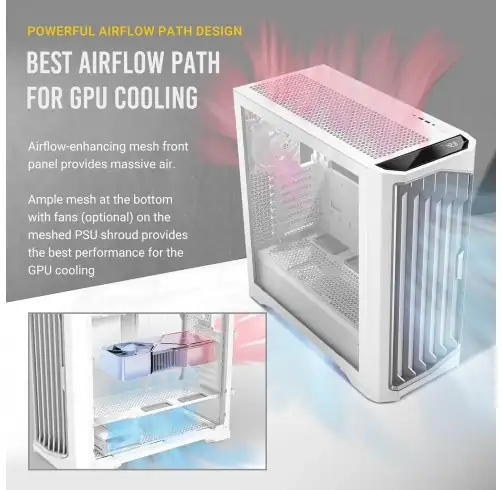 POWERFUL AIRFLOW PATH DESIGN
BEST AIRFLOW PATH
FOR GPU COOLING
Airflow-enhancing mesh front
panel provides massive air.
Ample mesh at the bottom
with fans (optional) on the
meshed PSU shroud provides
the best performance for the
GPU cooling